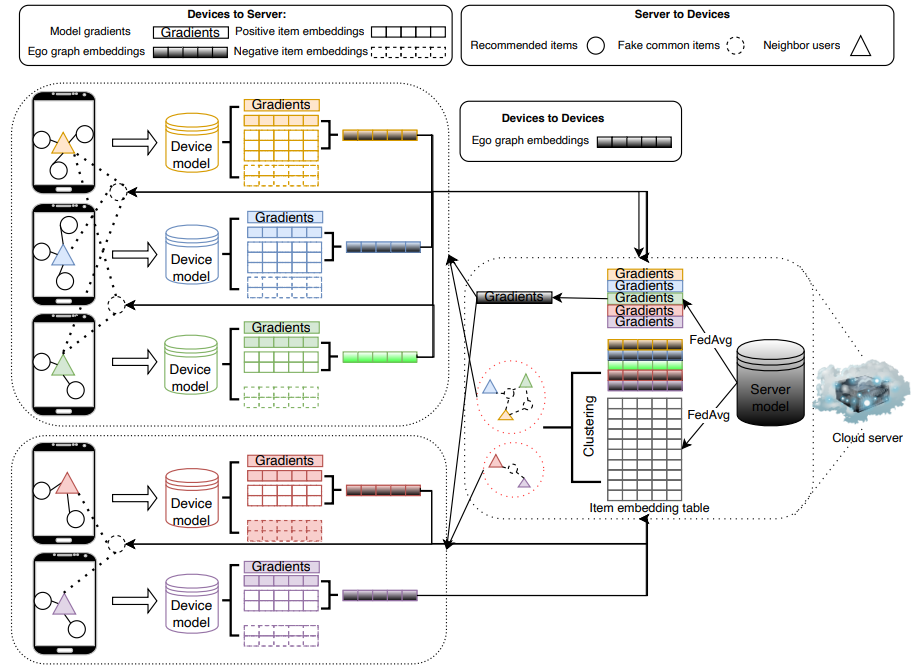 Devices to Server:
Model gradients Gradients Positive item embeddings
Ego graph embeddings Negative item embeddings
Server to Devices
Recommended items Fake common items Neighbor users
Devices to Devices
Ego graph embeddings
Gradients
Device
model
Gradients
Device
model
Gradients
Device
model
Gradients
Device
model
Gradients
Device
model
Gradients
Gradients
Gradients
Gradients
Gradients
Gradients
FedAvg
FedAvg
Server
model
Clustering
Item embedding table
Cloud server